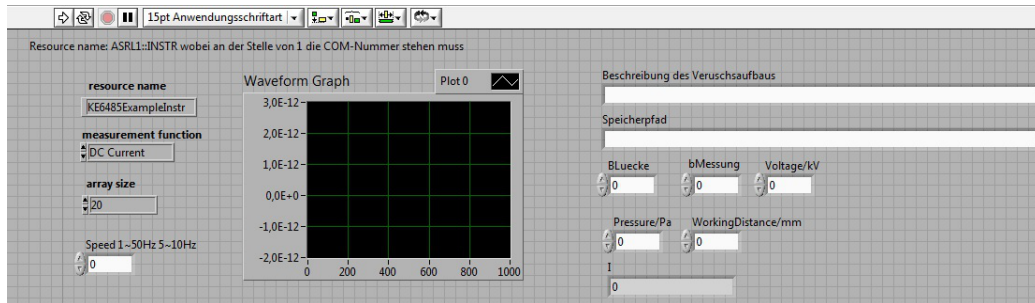 15pt Anwendungsschriftart
Resource name: ASRL1::INSTR wobei an der Stelle von 1 die COM-Nummer stehen muss
resource name
KE6485ExampleInstr
measurement function
DC Current
array size
20
Speed 1~50Hz 5~10Hz
0
Waveform Graph
Plot 0
3,0E-12
2,0E-12
1,0E-12
0,0E+0
-1,0E-12
-2,0E-12
0 200 400 600 800 1000
Beschreibung des Veruschsaufbaus
Speicherpfad
BLuecke bMessung Voltage/kV
0 0 0
Pressure/Pa WorkingDistance/mm
0 0
I
0